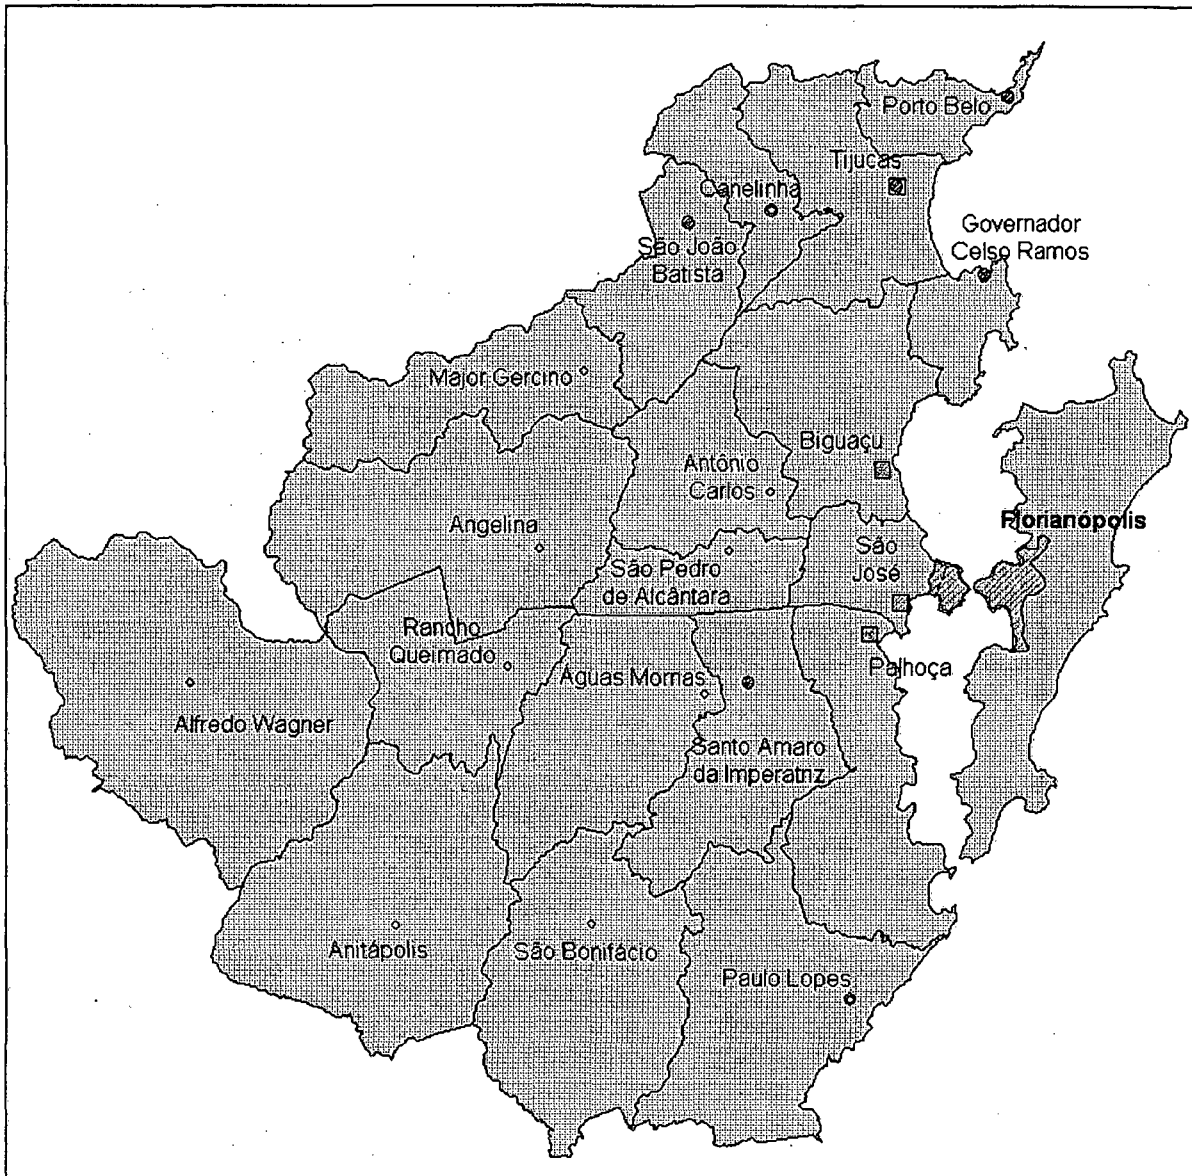 Porto Belo
Tijucas
Canelinha
Governador
Celso Ramos
São João
Batista
Major Gercino
Biguaçu
Antônio
Carlos
Angelina
Florianópolis
São
José
São Pedro
de Alcântara
Rancho
Queimado
Palhoça
Águas Mornas
Alfredo Wagner
Santo Amaro
da Imperatriz
Anitápolis
São Bonifácio
Paulo Lopes